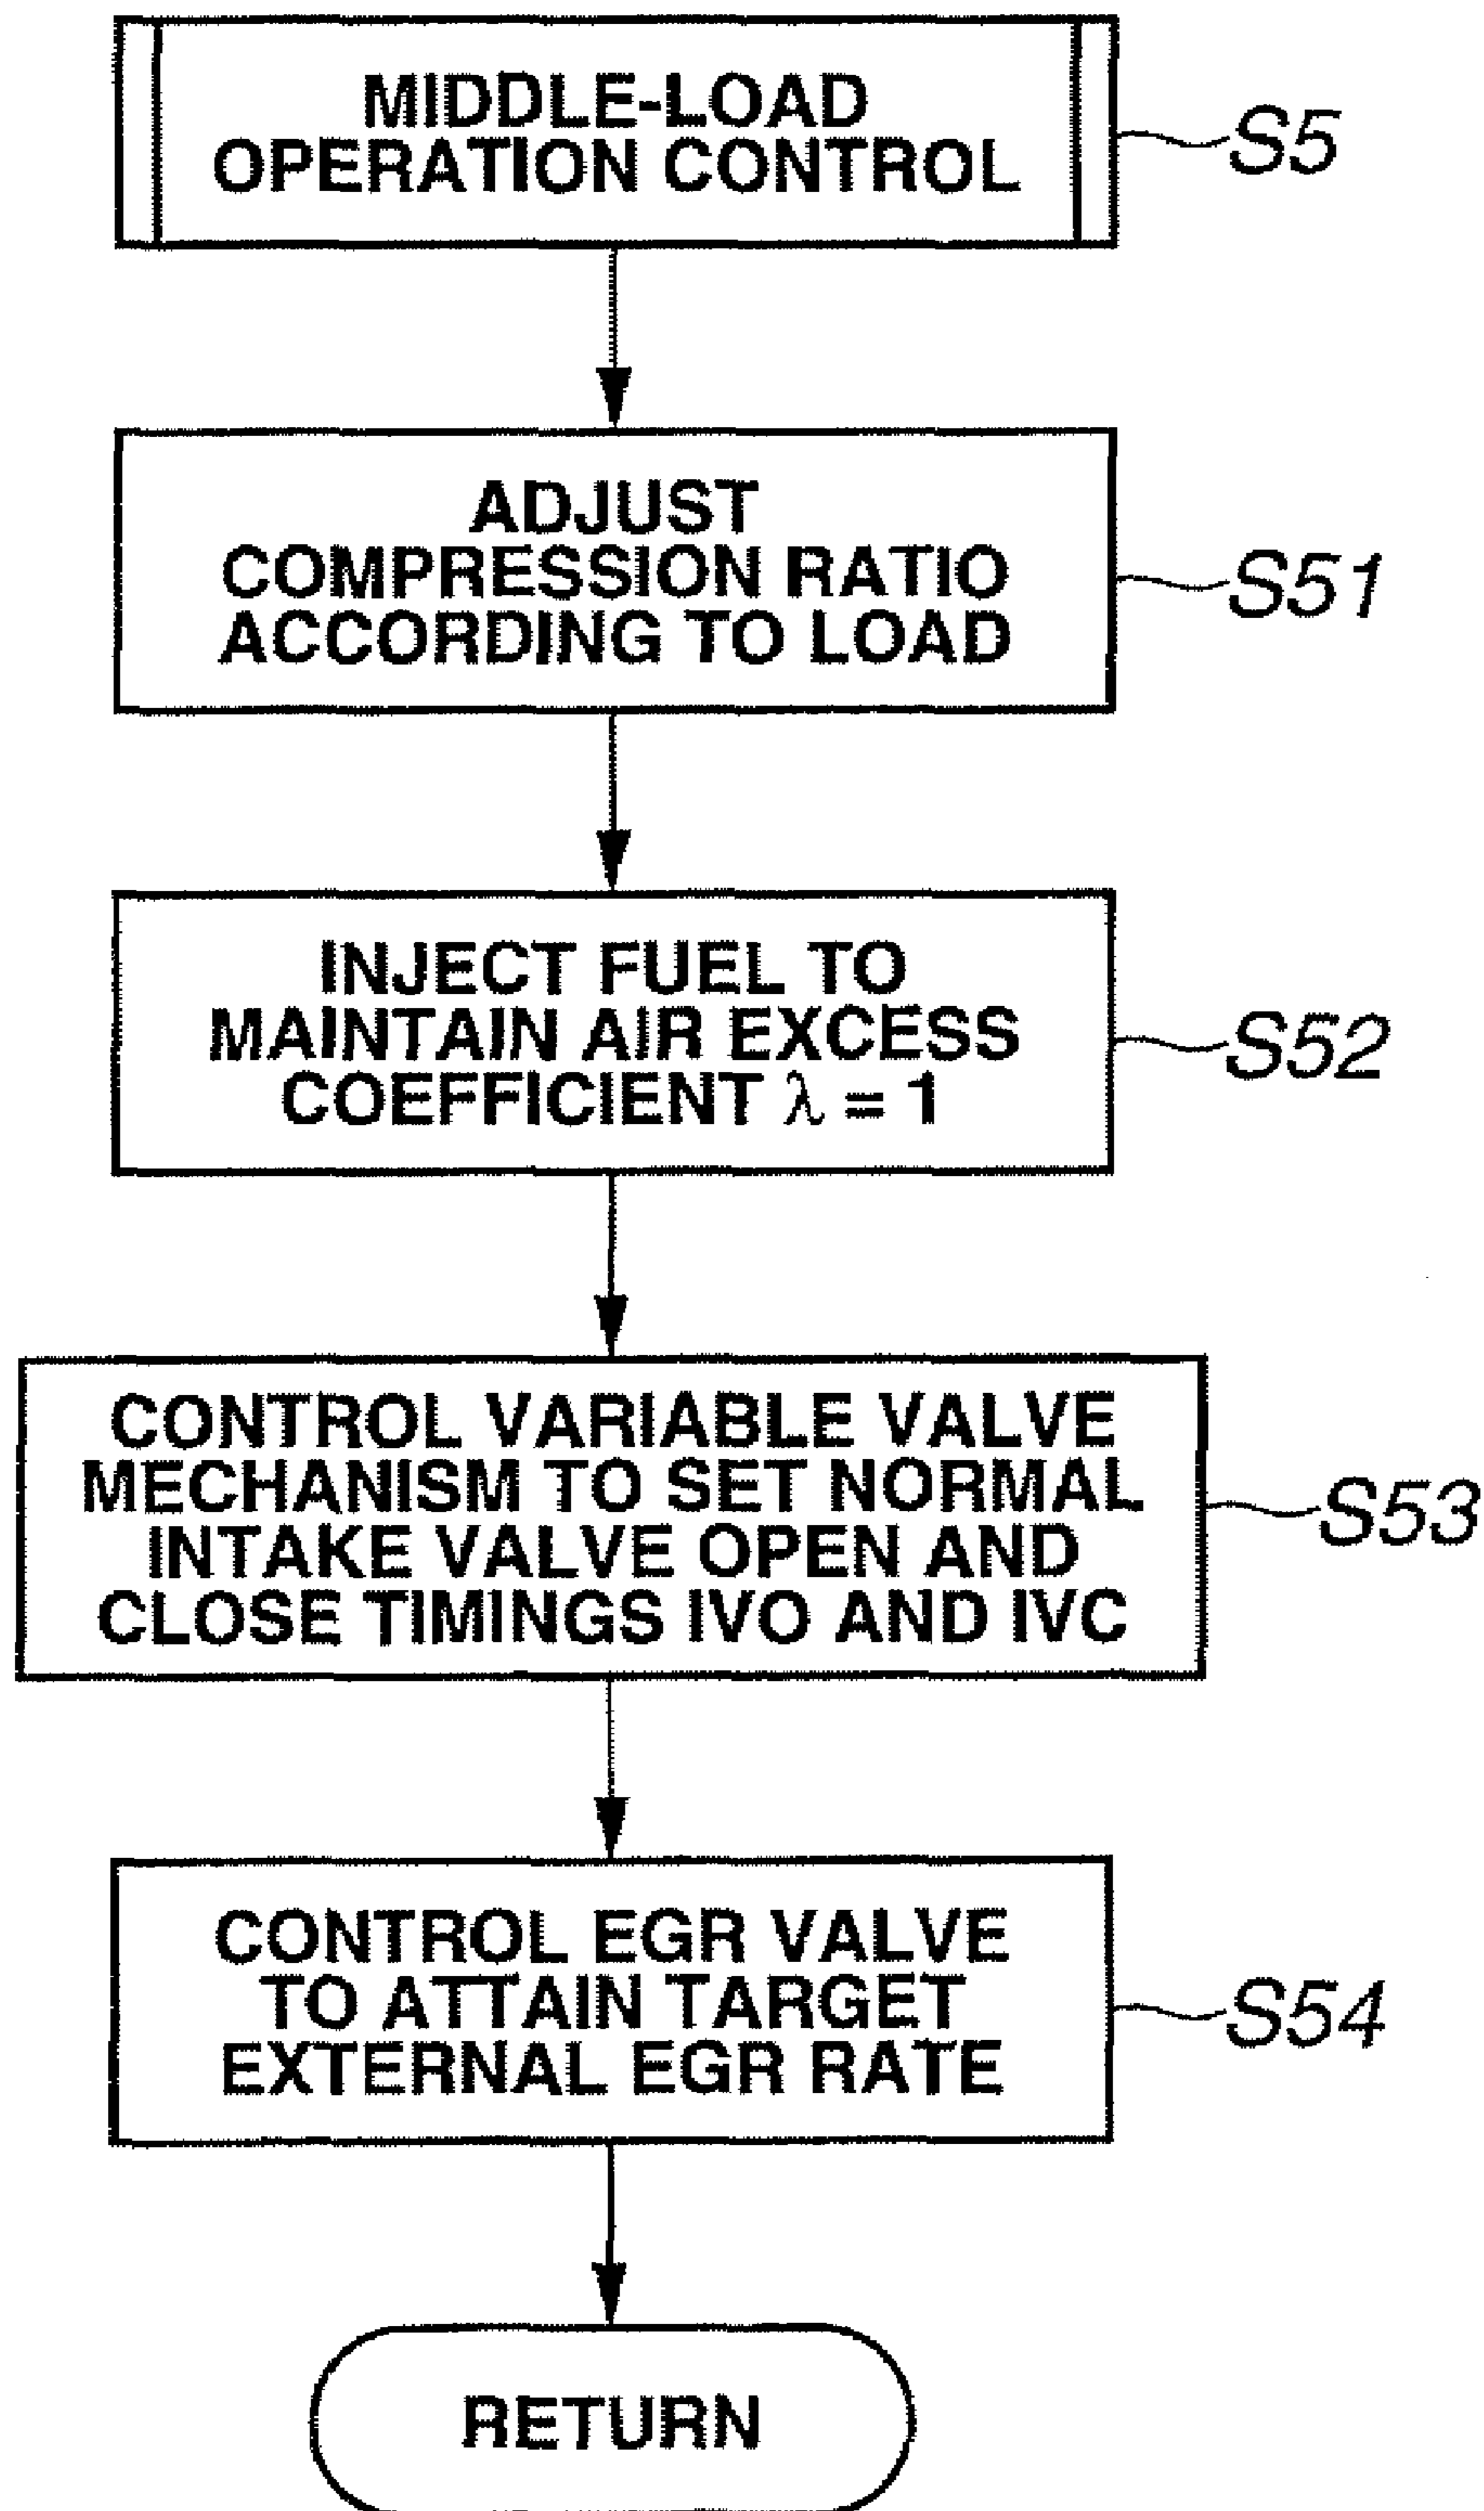 MIDDLE-LOAD
OPERATION CONTROL
S5
ADJUST
COMPRESSION RATIO
ACCORDING TO LOAD
S51
INJECT FUEL TO
MAINTAIN AIR EXCESS
COEFFICIENT λ = 1
S52
CONTROL VARIABLE VALVE
MECHANISM TO SET NORMAL
INTAKE VALVE OPEN AND
CLOSE TIMINGS IVO AND IVC
S53
CONTROL EGR VALVE
TO ATTAIN TARGET
EXTERNAL EGR RATE
S54
RETURN